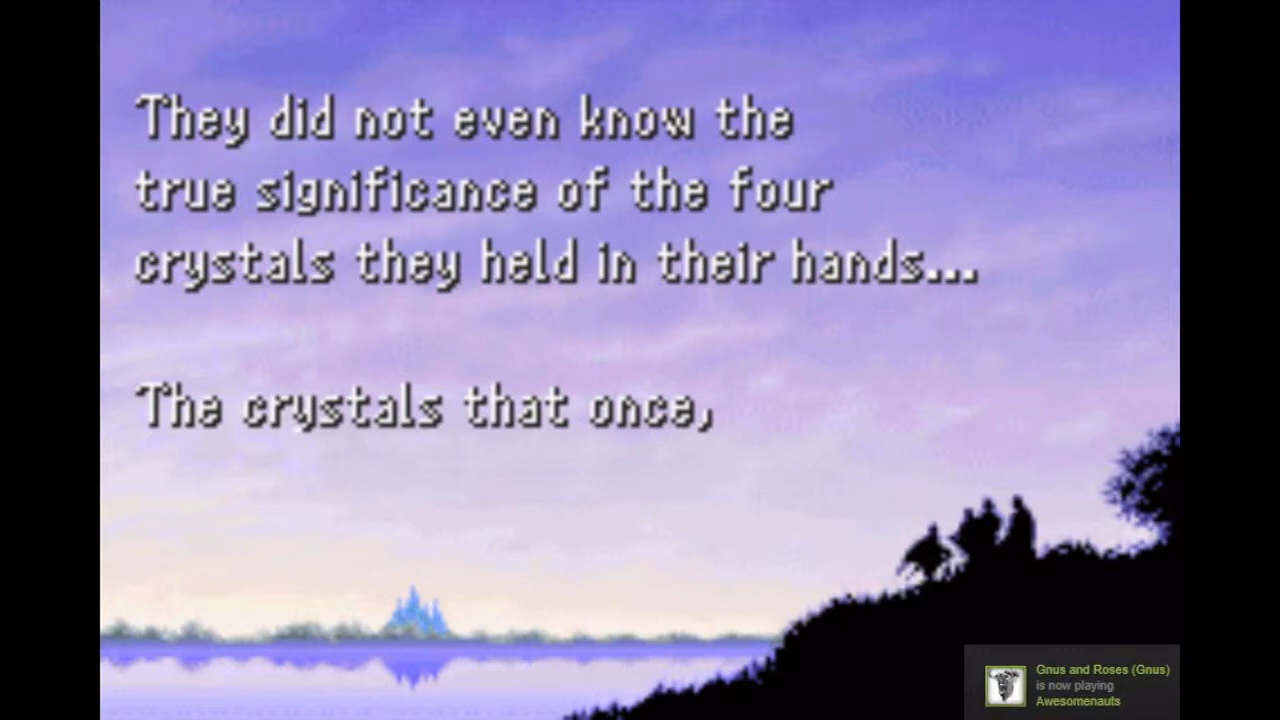 They did not even know the
true significance of the four
crystals they held in their hands...
The crystals that once,
Gnus and Roses (Gnus)
is now playing
Awesomenauts